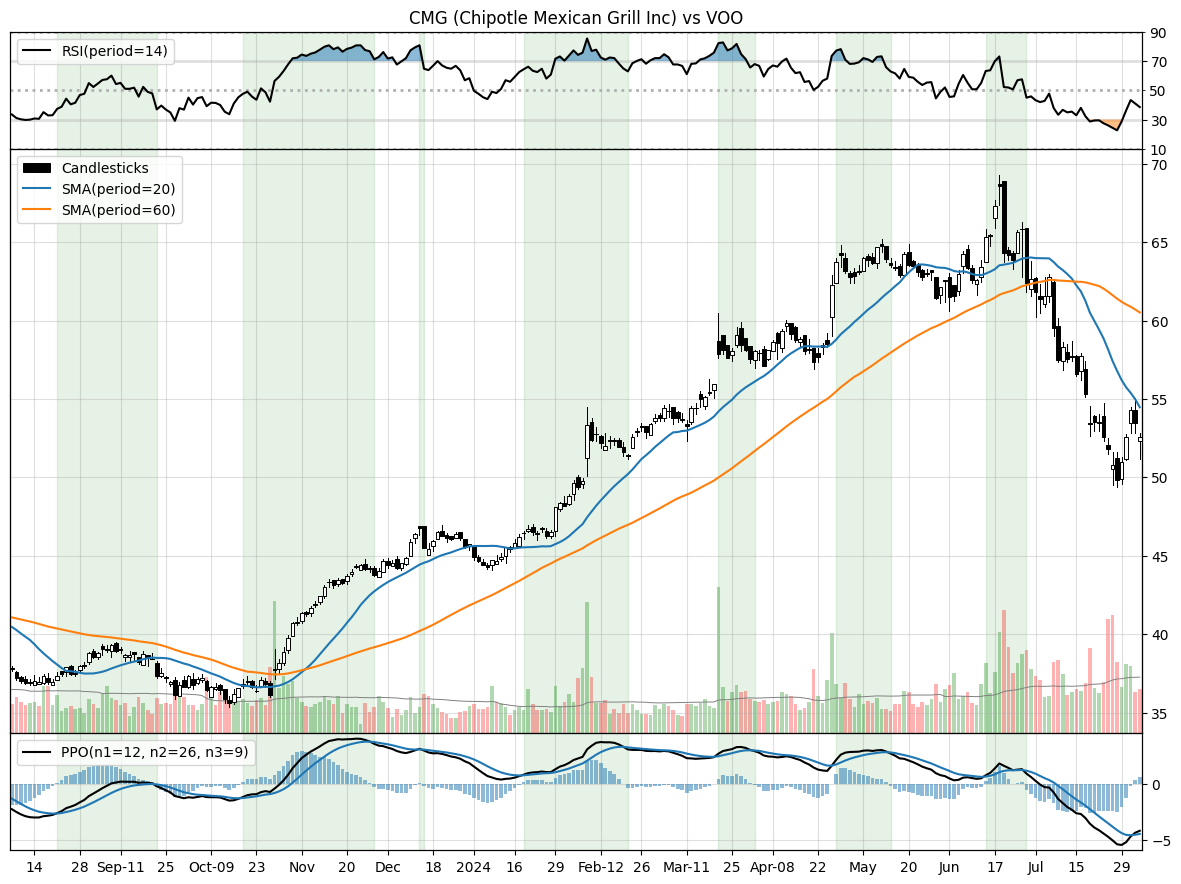 CMG (Chipotle Mexican Grill Inc) vs VOO
RSI(period=14)
90
70
50
30
10
Candlesticks
SMA(period=20)
SMA(period=60)
70
65
60
55
50
45
40
35
PPO(n1=12, n2=26, n3=9)
0
−5
14 28 Sep-11 25 Oct-09 23 Nov 20 Dec 18 2024 16 29 Feb-12 26 Mar-11 25 Apr-08 22 May 20 Jun 17 Jul 15 29